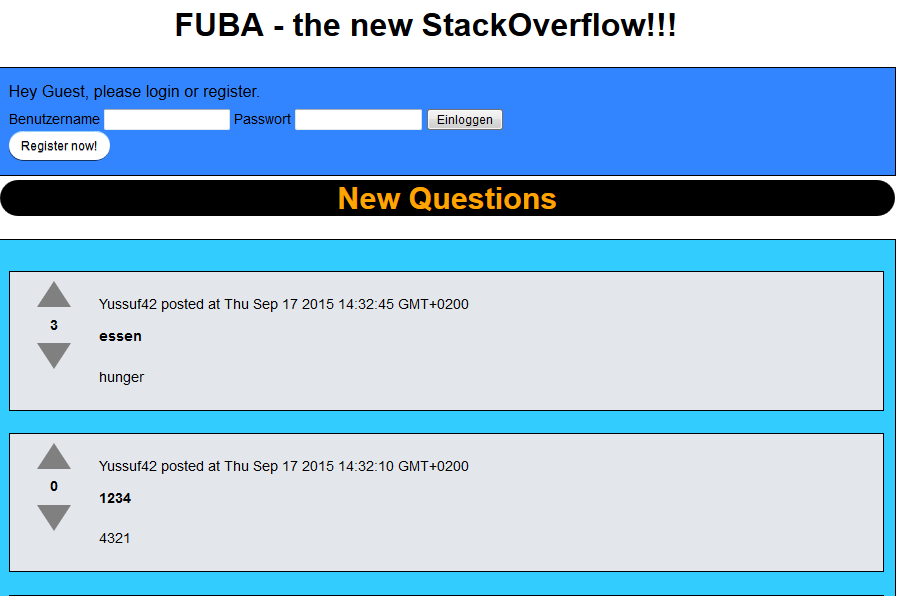 FUBA - the new StackOverflow!!!
Hey Guest, please login or register.
Benutzername Passwort Einloggen
Register now!
New Questions
Yussuf42 posted at Thu Sep 17 2015 14:32:45 GMT+0200
3
essen
hunger
Yussuf42 posted at Thu Sep 17 2015 14:32:10 GMT+0200
0
1234
4321